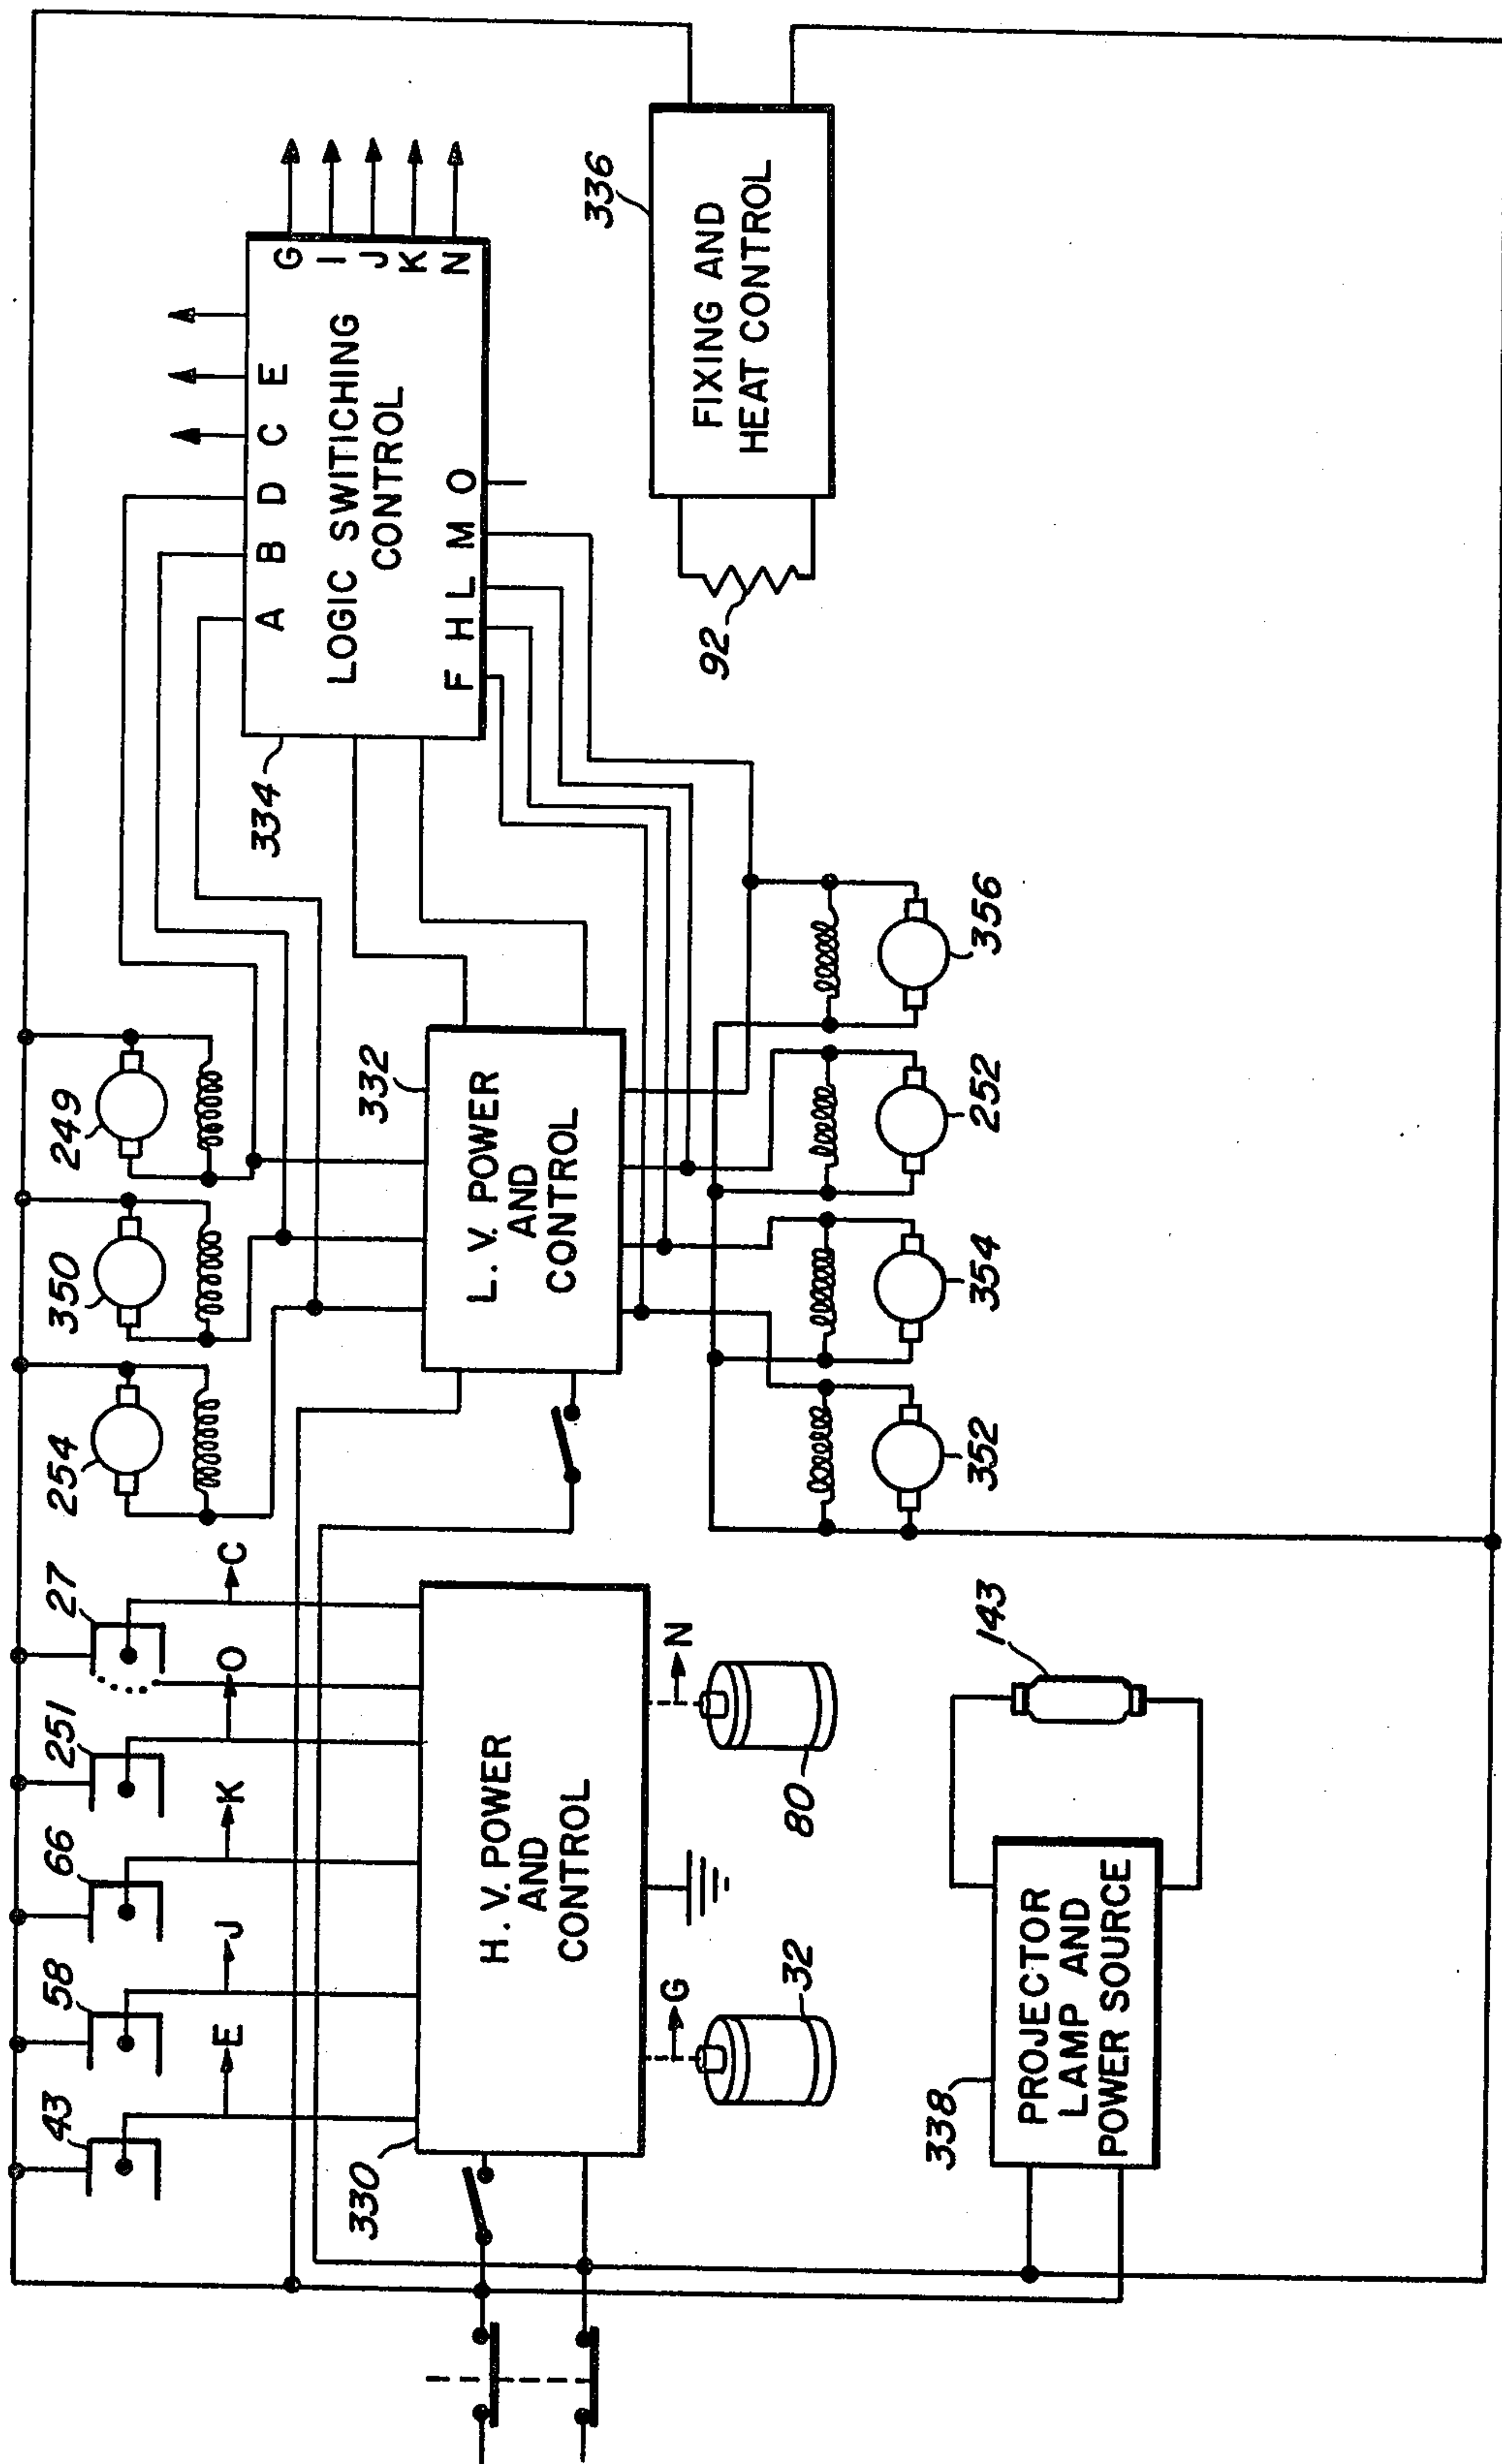 43
58
66
251
27
254
350
249
E
J
K
O
C
330
H. V. POWER
AND
CONTROL
332
L. V. POWER
AND
CONTROL
334
A B D C E
LOGIC SWITICHING
CONTROL
F H L M O
G
I
J
K
N
G
32
N
80
352
354
252
356
92
336
FIXING AND
HEAT CONTROL
338
PROJECTOR
LAMP AND
POWER SOURCE
143